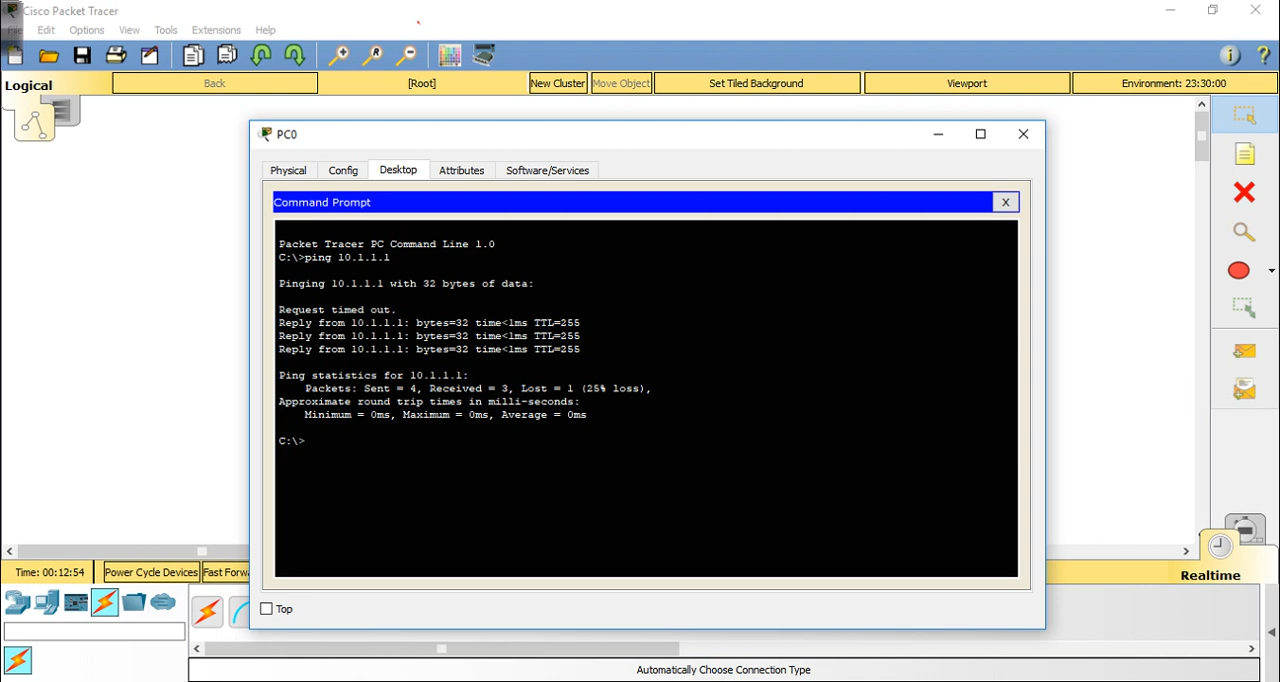 Cisco Packet Tracer
File Edit Options View Tools Extensions Help
Logical
Back
[Root]
New Cluster
Move Object
Set Tiled Background
Viewport
Environment: 23:30:00
PC0
Physical
Config
Desktop
Attributes
Software/Services
Command Prompt
X
Packet Tracer PC Command Line 1.0
C:\>ping 10.1.1.1
Pinging 10.1.1.1 with 32 bytes of data:
Request timed out.
Reply from 10.1.1.1: bytes=32 time<1ms TTL=255
Reply from 10.1.1.1: bytes=32 time<1ms TTL=255
Reply from 10.1.1.1: bytes=32 time<1ms TTL=255
Ping statistics for 10.1.1.1:
Packets: Sent = 4, Received = 3, Lost = 1 (25% loss),
Approximate round trip times in milli-seconds:
Minimum = 0ms, Maximum = 0ms, Average = 0ms
C:\>
Top
Time: 00:12:54
Power Cycle Devices
Fast Forw
Realtime
Automatically Choose Connection Type